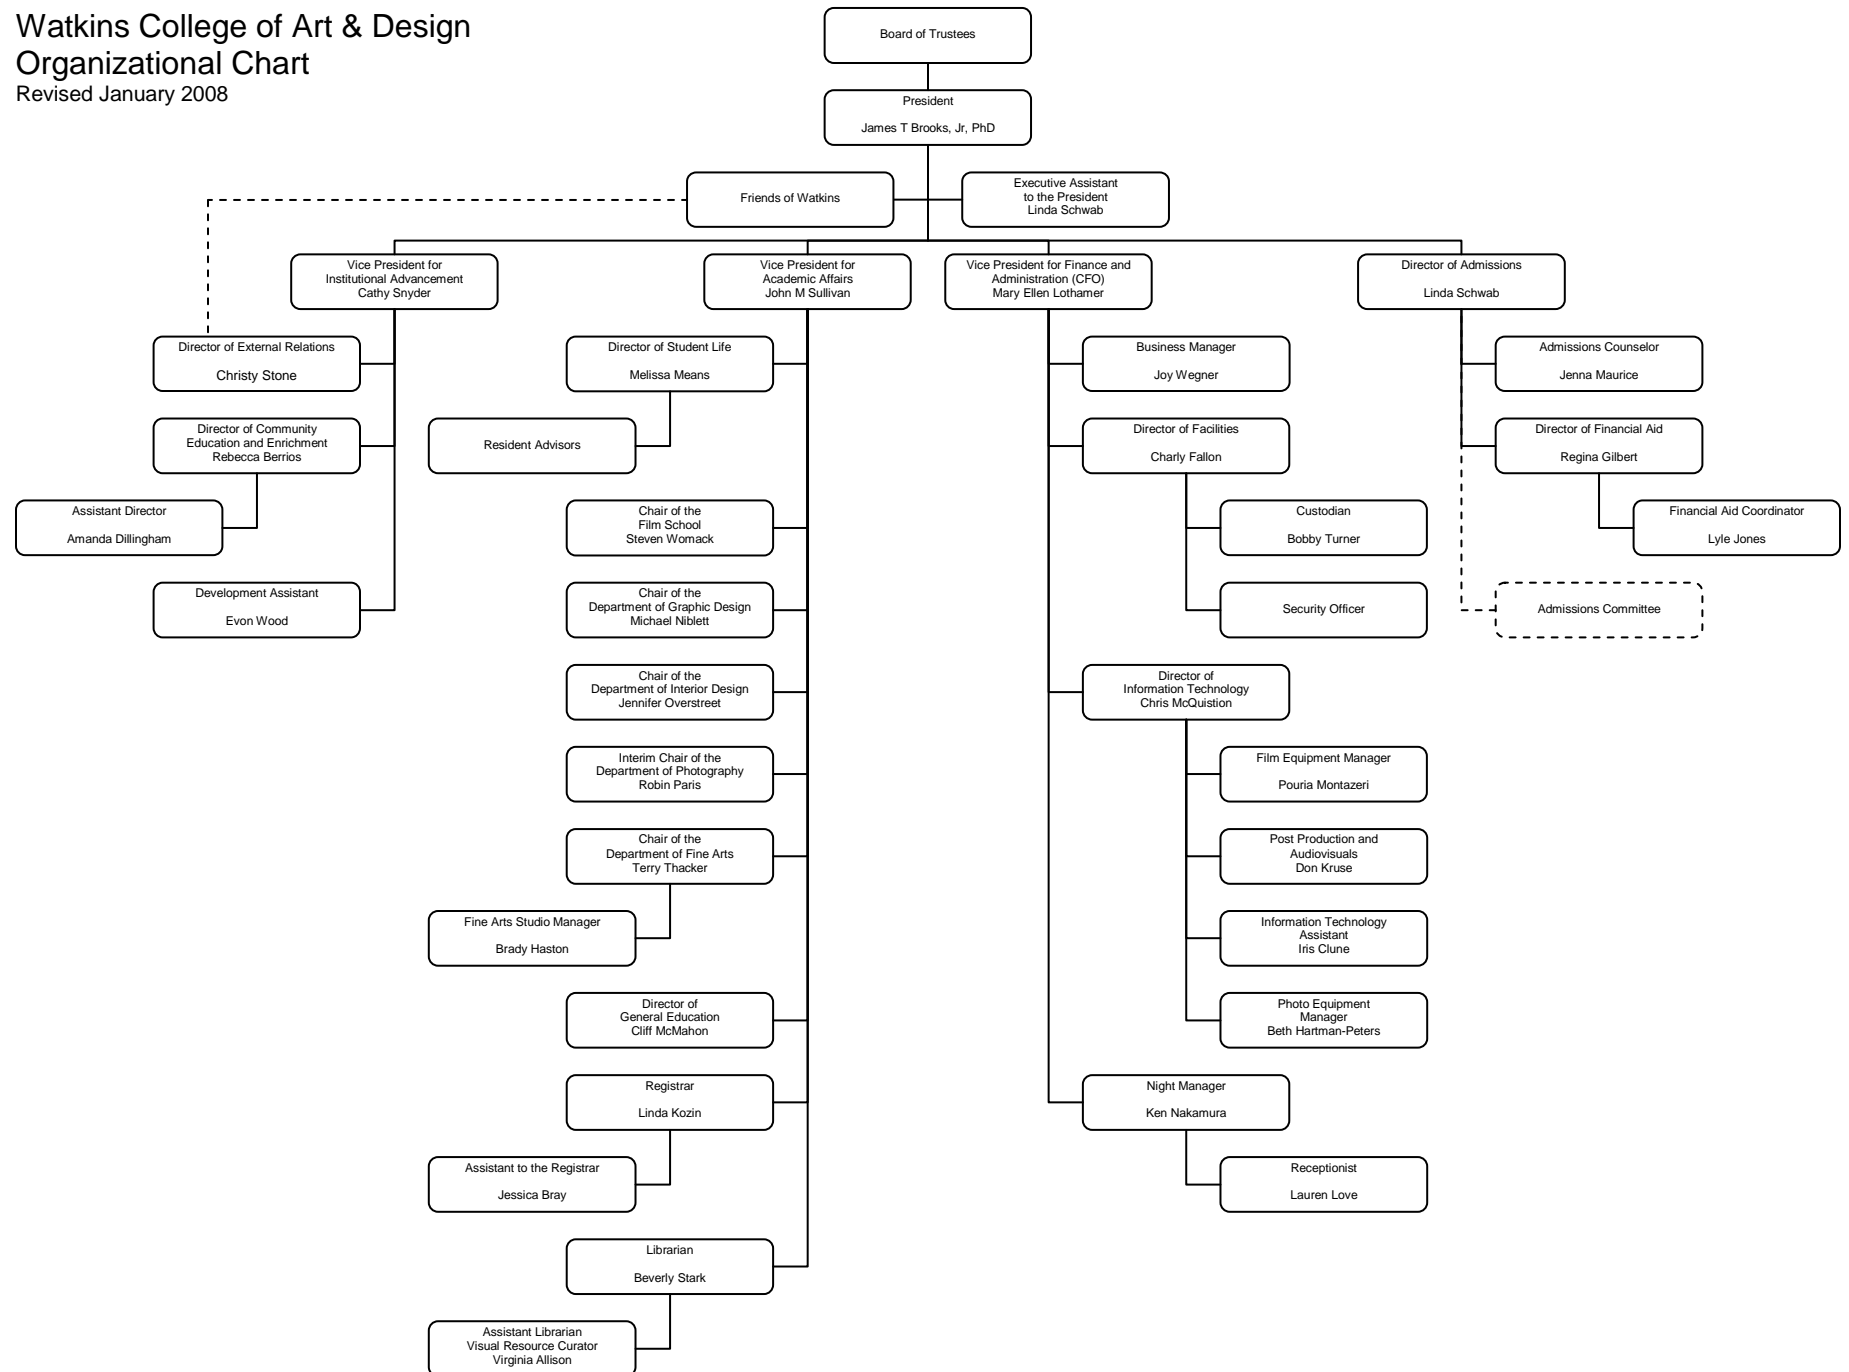 Watkins College of Art & Design
Organizational Chart
Revised January 2008
Board of Trustees
President
James T Brooks, Jr, PhD
Friends of Watkins
Executive Assistant
to the President
Linda Schwab
Vice President for
Institutional Advancement
Cathy Snyder
Vice President for
Academic Affairs
John M Sullivan
Vice President for Finance and
Administration (CFO)
Mary Ellen Lothamer
Director of Admissions
Linda Schwab
Director of External Relations
Christy Stone
Director of Community
Education and Enrichment
Rebecca Berrios
Assistant Director
Amanda Dillingham
Development Assistant
Evon Wood
Director of Student Life
Melissa Means
Resident Advisors
Chair of the
Film School
Steven Womack
Chair of the
Department of Graphic Design
Michael Niblett
Chair of the
Department of Interior Design
Jennifer Overstreet
Interim Chair of the
Department of Photography
Robin Paris
Chair of the
Department of Fine Arts
Terry Thacker
Fine Arts Studio Manager
Brady Haston
Director of
General Education
Cliff McMahon
Registrar
Linda Kozin
Assistant to the Registrar
Jessica Bray
Librarian
Beverly Stark
Assistant Librarian
Visual Resource Curator
Virginia Allison
Business Manager
Joy Wegner
Director of Facilities
Charly Fallon
Custodian
Bobby Turner
Security Officer
Director of
Information Technology
Chris McQuistion
Film Equipment Manager
Pouria Montazeri
Post Production and
Audiovisuals
Don Kruse
Information Technology
Assistant
Iris Clune
Photo Equipment
Manager
Beth Hartman-Peters
Night Manager
Ken Nakamura
Receptionist
Lauren Love
Admissions Counselor
Jenna Maurice
Director of Financial Aid
Regina Gilbert
Financial Aid Coordinator
Lyle Jones
Admissions Committee